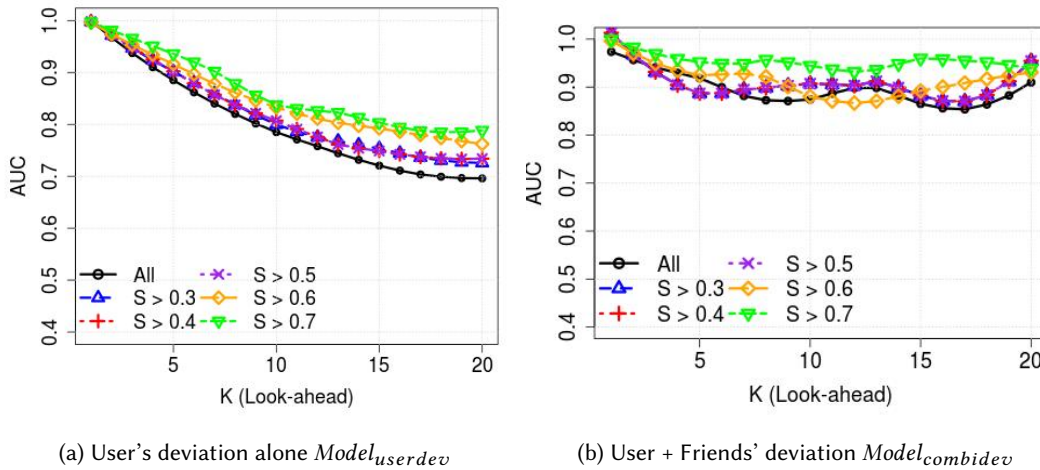 1.0
0.9
0.8
0.7
0.6
0.5
0.4
AUC
All
S > 0.3
S > 0.4
S > 0.5
S > 0.6
S > 0.7
5 10 15 20
K (Look-ahead)
(a) User's deviation alone Model_userdev
1.0
0.9
0.8
0.7
0.6
0.5
0.4
AUC
All
S > 0.3
S > 0.4
S > 0.5
S > 0.6
S > 0.7
5 10 15 20
K (Look-ahead)
(b) User + Friends' deviation Model_combidev